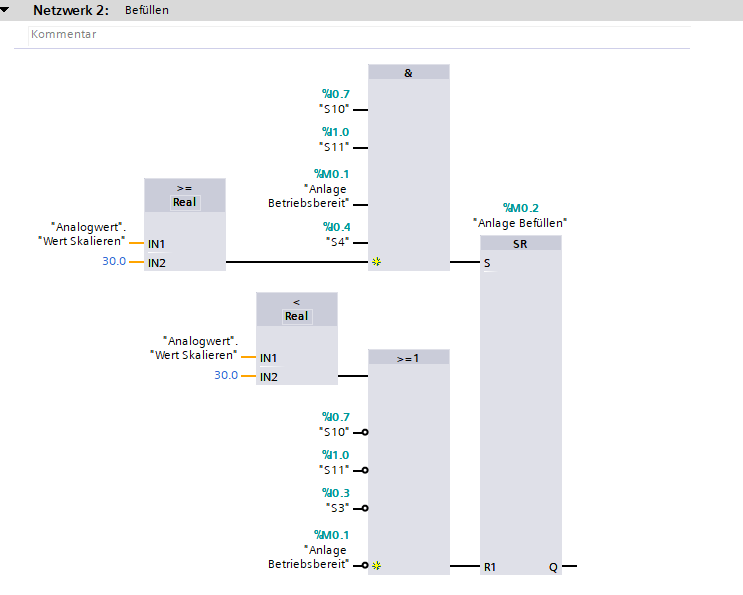 Netzwerk 2: Befüllen
Kommentar
&
%I0.7
"S10"
%I1.0
"S11"
%M0.1
"Anlage
Betriebsbereit"
%I0.4
"S4"
>=
Real
"Analogwert".
"Wert Skalieren"
IN1
30.0
IN2
%M0.2
"Anlage Befüllen"
SR
S
<
Real
"Analogwert".
"Wert Skalieren"
IN1
30.0
IN2
>=1
%I0.7
"S10"
%I1.0
"S11"
%I0.3
"S3"
%M0.1
"Anlage
Betriebsbereit"
R1
Q